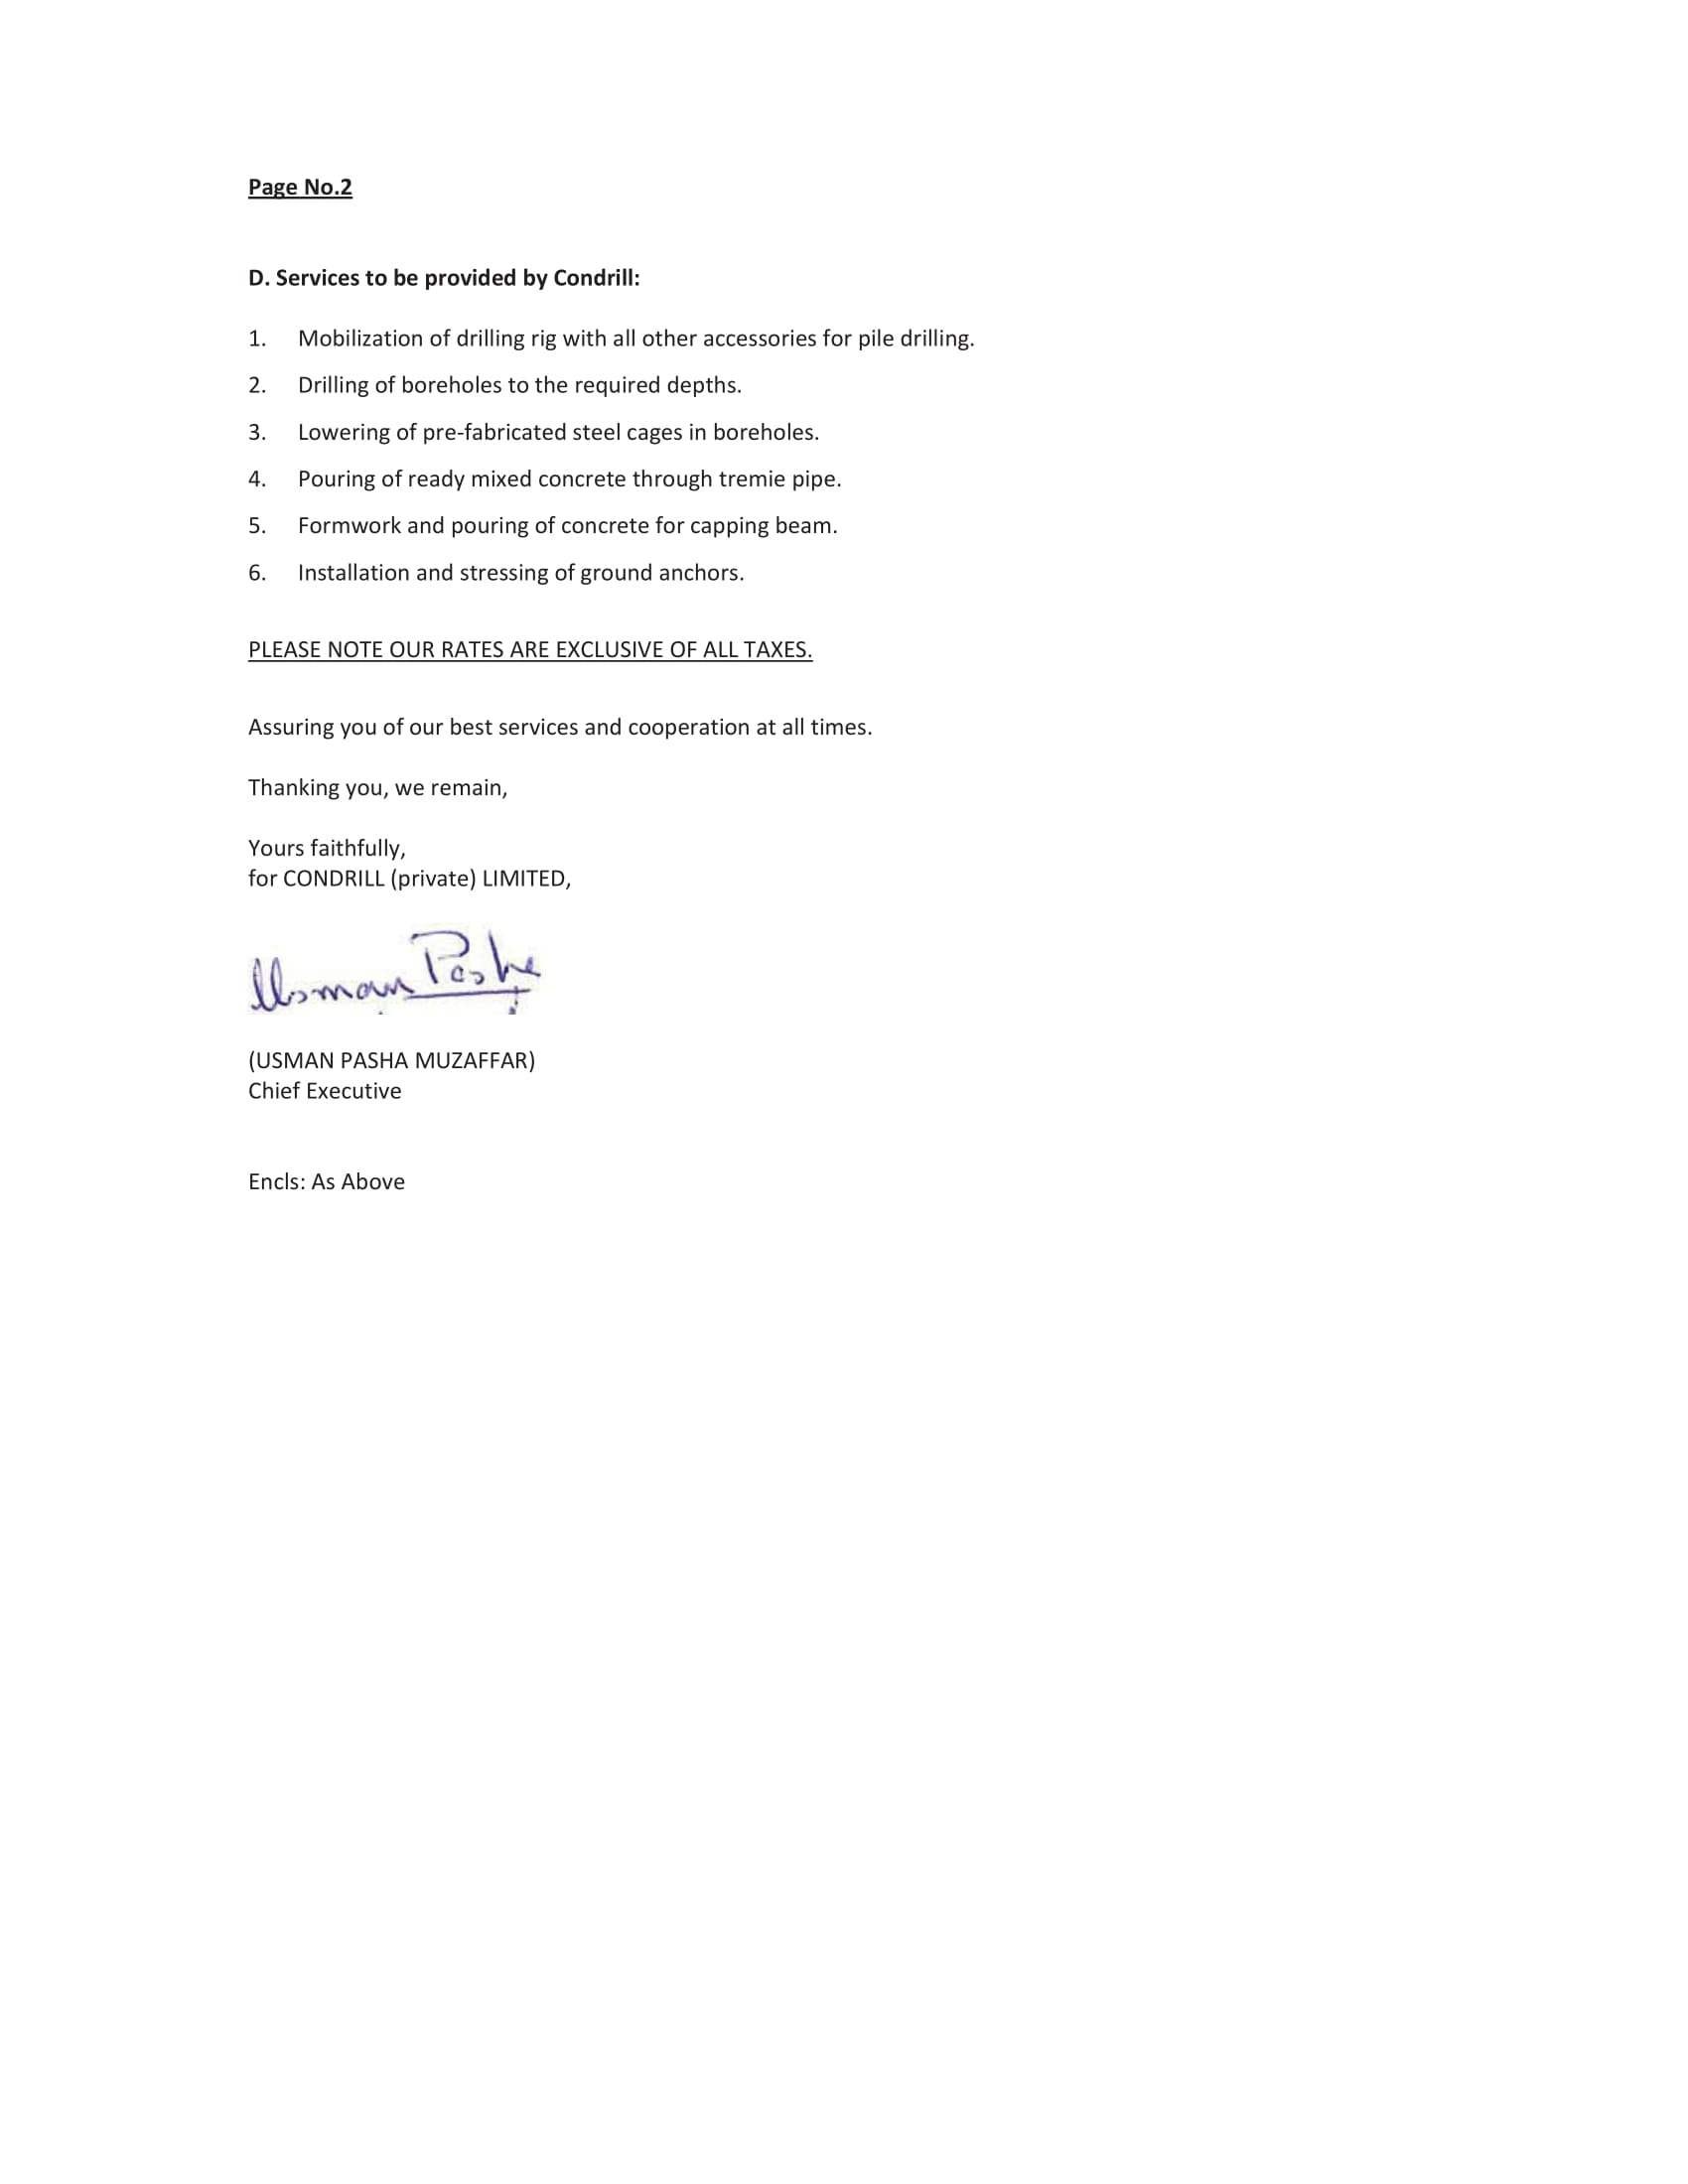 Page No.2
D. Services to be provided by Condrill:
1. Mobilization of drilling rig with all other accessories for pile drilling.
2. Drilling of boreholes to the required depths.
3. Lowering of pre-fabricated steel cages in boreholes.
4. Pouring of ready mixed concrete through tremie pipe.
5. Formwork and pouring of concrete for capping beam.
6. Installation and stressing of ground anchors.
PLEASE NOTE OUR RATES ARE EXCLUSIVE OF ALL TAXES.
Assuring you of our best services and cooperation at all times.
Thanking you, we remain,
Yours faithfully,
for CONDRILL (private) LIMITED,
Usman Pasha
(USMAN PASHA MUZAFFAR)
Chief Executive
Encls: As Above